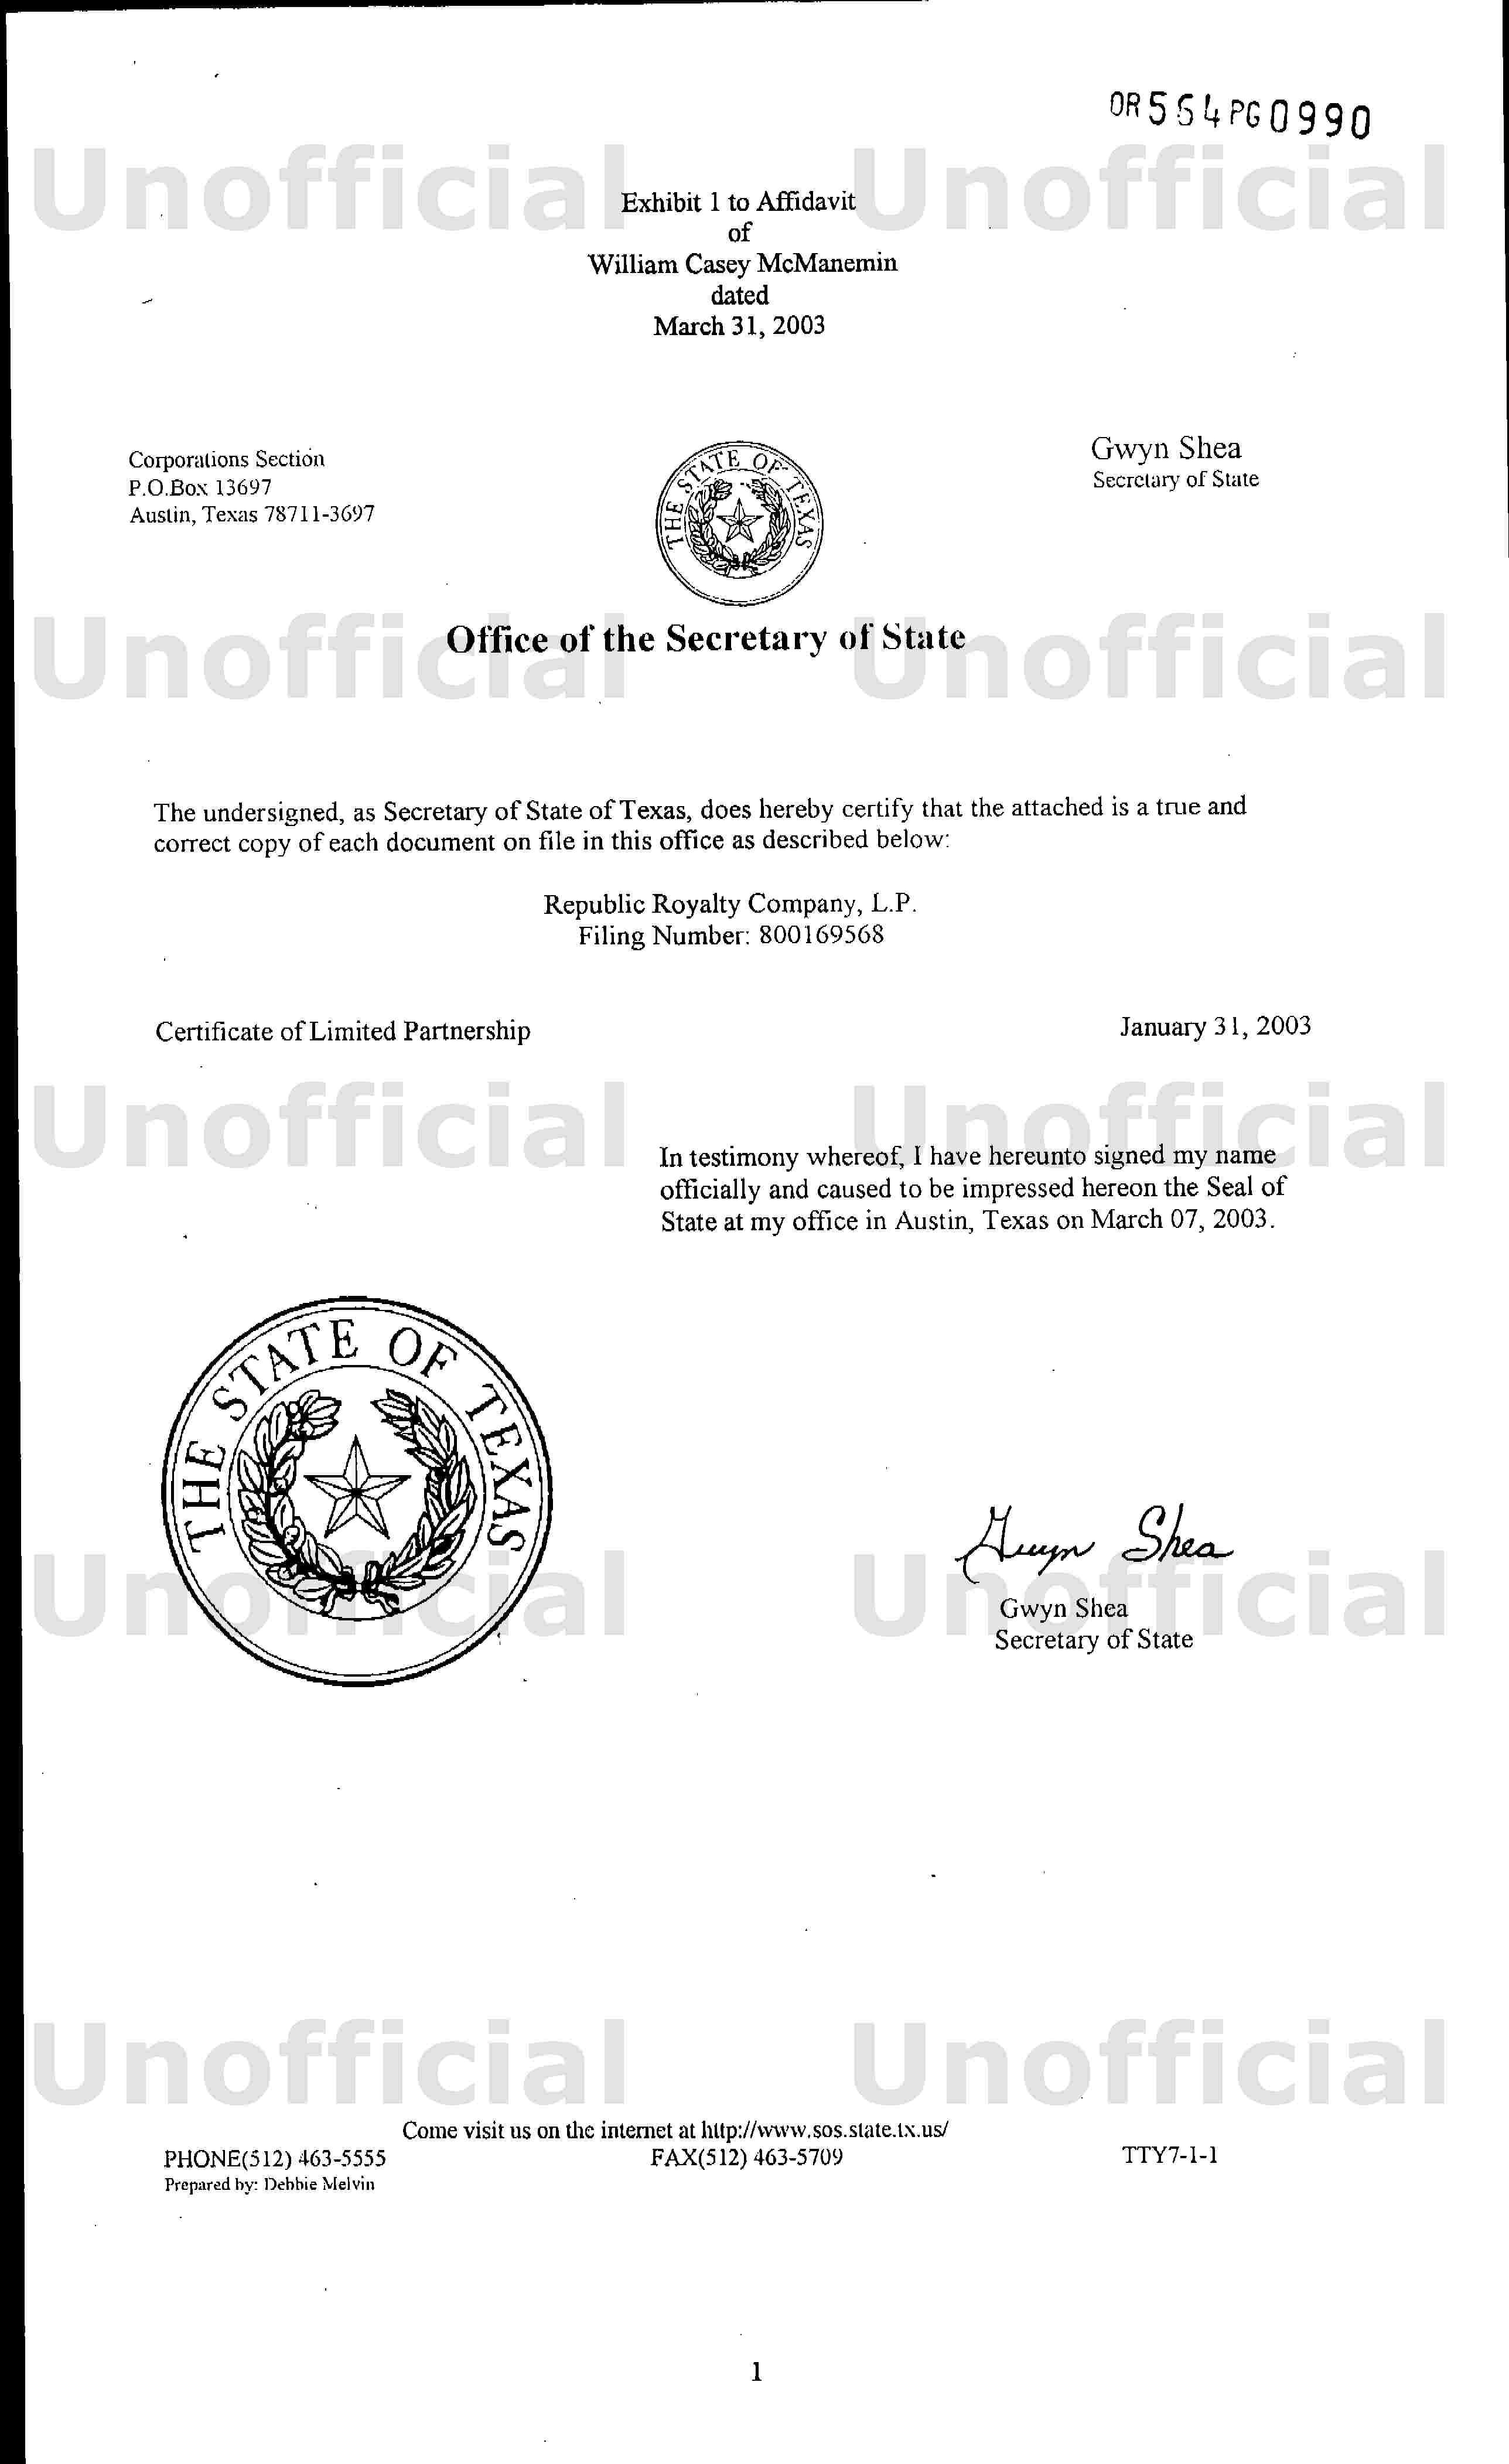 OR564PG0990
Exhibit 1 to Affidavit
of
William Casey McManemin
dated
March 31, 2003
Corporations Section
P.O.Box 13697
Austin, Texas 78711-3697
THE STATE OF TEXAS
Gwyn Shea
Secretary of State
Office of the Secretary of State
The undersigned, as Secretary of State of Texas, does hereby certify that the attached is a true and
correct copy of each document on file in this office as described below:
Republic Royalty Company, L.P.
Filing Number: 800169568
Certificate of Limited Partnership January 31, 2003
In testimony whereof, I have hereunto signed my name
officially and caused to be impressed hereon the Seal of
State at my office in Austin, Texas on March 07, 2003.
THE STATE OF TEXAS
Gwyn Shea
Gwyn Shea
Secretary of State
Come visit us on the internet at http://www.sos.state.tx.us/
PHONE(512) 463-5555 FAX(512) 463-5709 TTY7-1-1
Prepared by: Debbie Melvin
1
Unofficial Unofficial
Unofficial Unofficial
Unofficial Unofficial
Unofficial Unofficial
Unofficial Unofficial